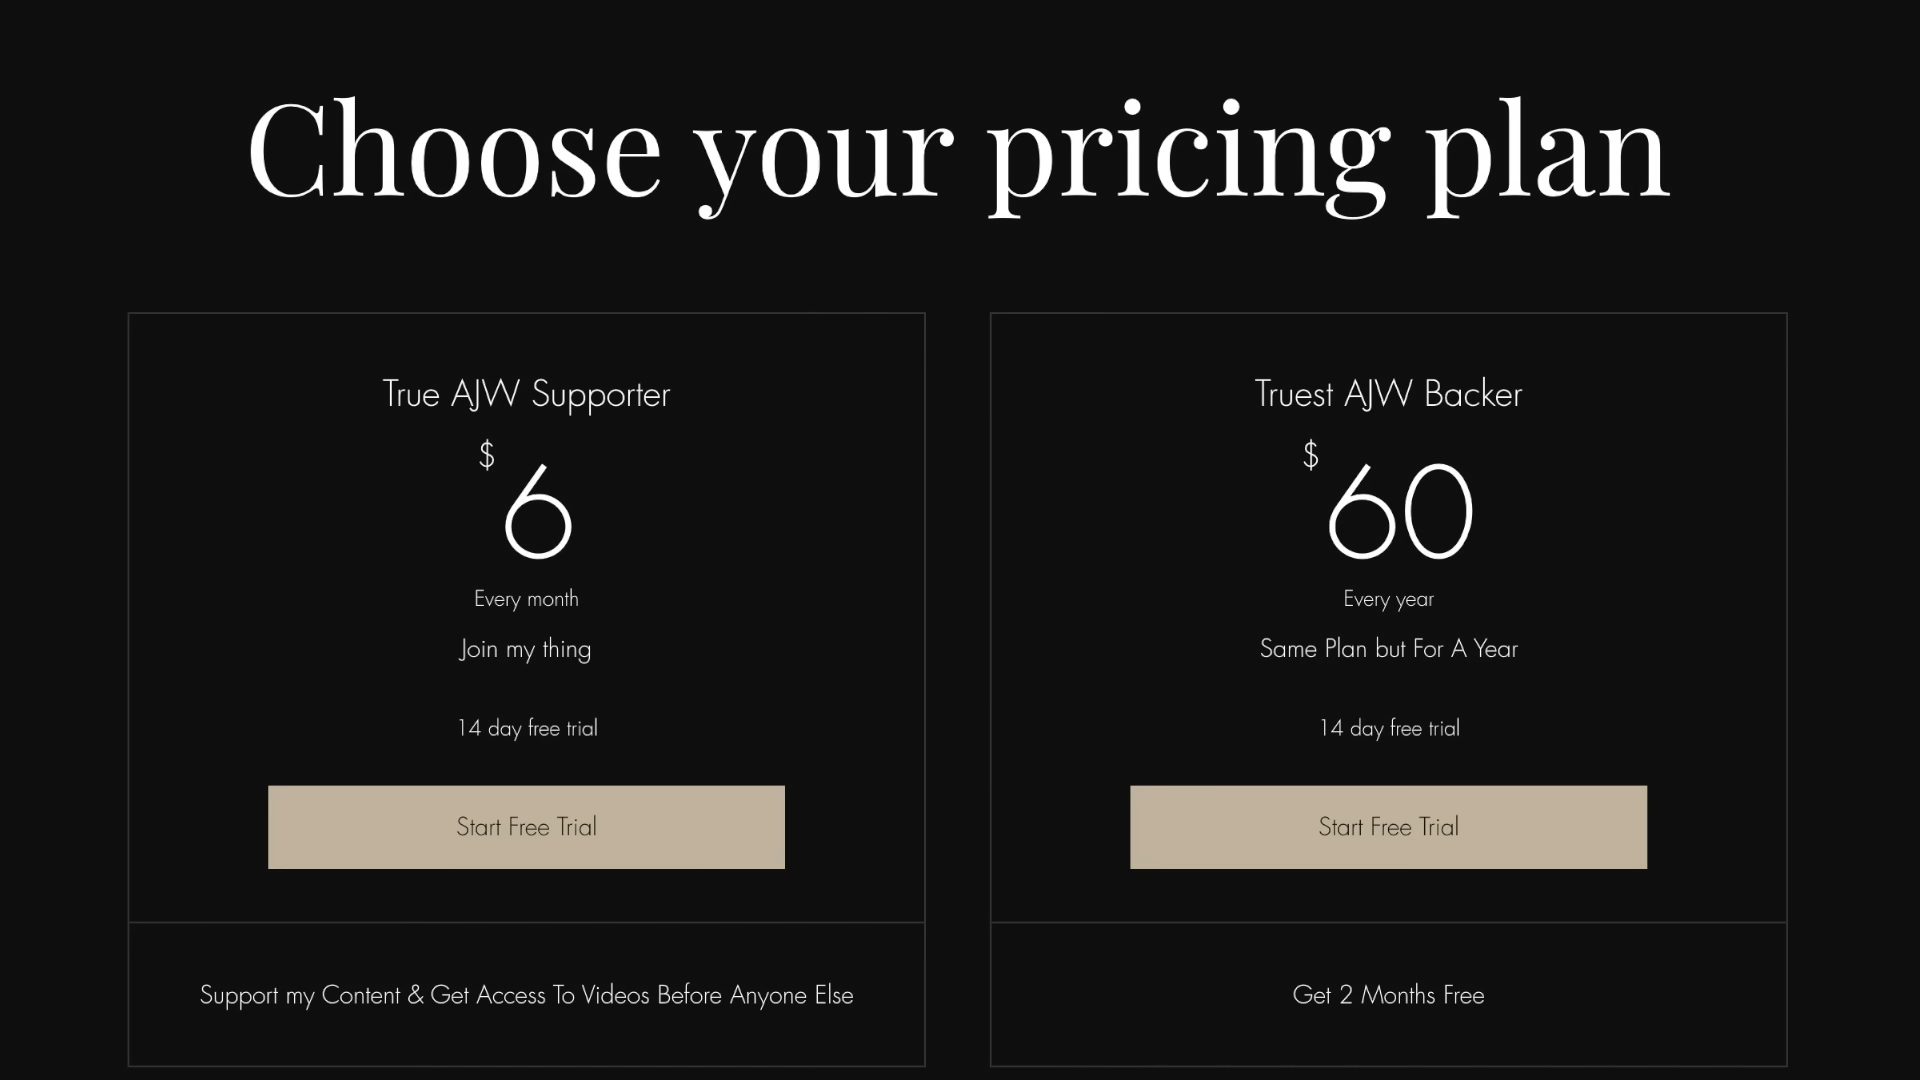 Choose your pricing plan
True AJW Supporter
$6
Every month
Join my thing
14 day free trial
Start Free Trial
Support my Content & Get Access To Videos Before Anyone Else
Truest AJW Backer
$60
Every year
Same Plan but For A Year
14 day free trial
Start Free Trial
Get 2 Months Free